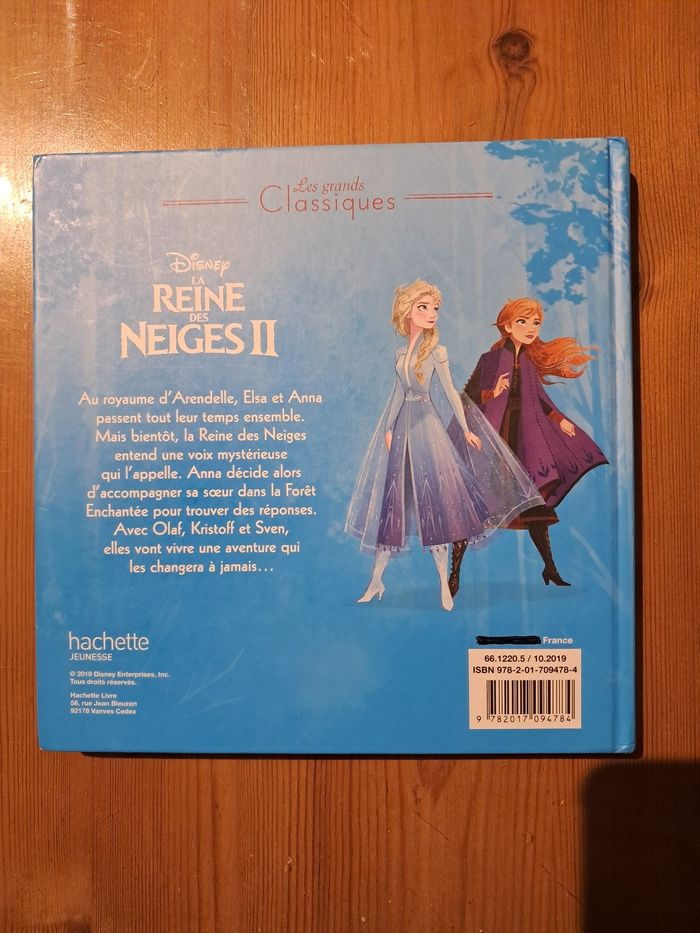 Les grands
Classiques
Disney
LA
REINE
DES
NEIGES II
Au royaume d'Arendelle, Elsa et Anna
passent tout leur temps ensemble.
Mais bientôt, la Reine des Neiges
entend une voix mystérieuse
qui l'appelle. Anna décide alors
d'accompagner sa sœur dans la Forêt
Enchantée pour trouver des réponses.
Avec Olaf, Kristoff et Sven,
elles vont vivre une aventure qui
les changera à jamais...
hachette
JEUNESSE
© 2019 Disney Enterprises, Inc.
Tous droits réservés.
Hachette Livre
58, rue Jean Bleuzen
92178 Vanves Cedex
France
66.1220.5 / 10.2019
ISBN 978-2-01-709478-4
9 782017 094784